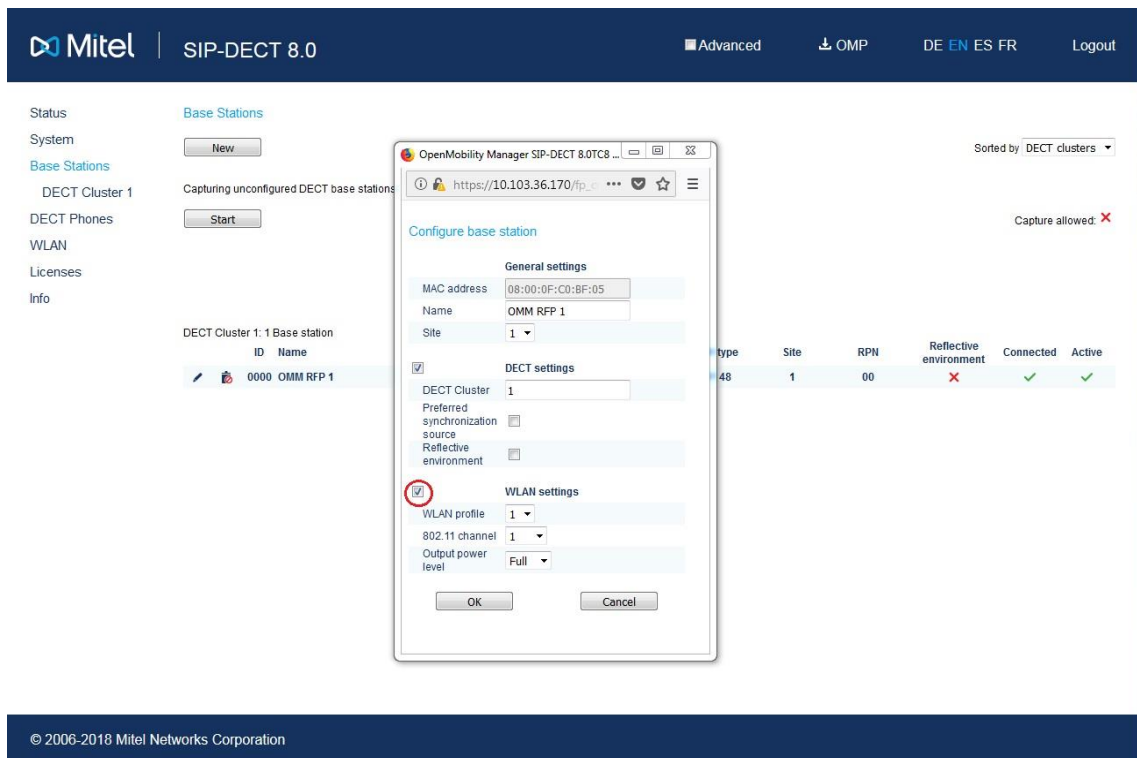 Mitel | SIP-DECT 8.0
Advanced
OMP
DE EN ES FR
Logout
Status
System
Base Stations
DECT Cluster 1
DECT Phones
WLAN
Licenses
Info
Base Stations
New
Sorted by DECT clusters
Capturing unconfigured DECT base stations
Start
Capture allowed:
DECT Cluster 1: 1 Base station
ID Name
type Site RPN Reflective environment Connected Active
0000 OMM RFP 1
48 1 00
OpenMobility Manager SIP-DECT 8.0TC8 ...
https://10.103.36.170/fp_
Configure base station
General settings
MAC address 08:00:0F:C0:BF:05
Name OMM RFP 1
Site 1
DECT settings
DECT Cluster 1
Preferred
synchronization
source
Reflective
environment
WLAN settings
WLAN profile 1
802.11 channel 1
Output power
level Full
OK Cancel
© 2006-2018 Mitel Networks Corporation